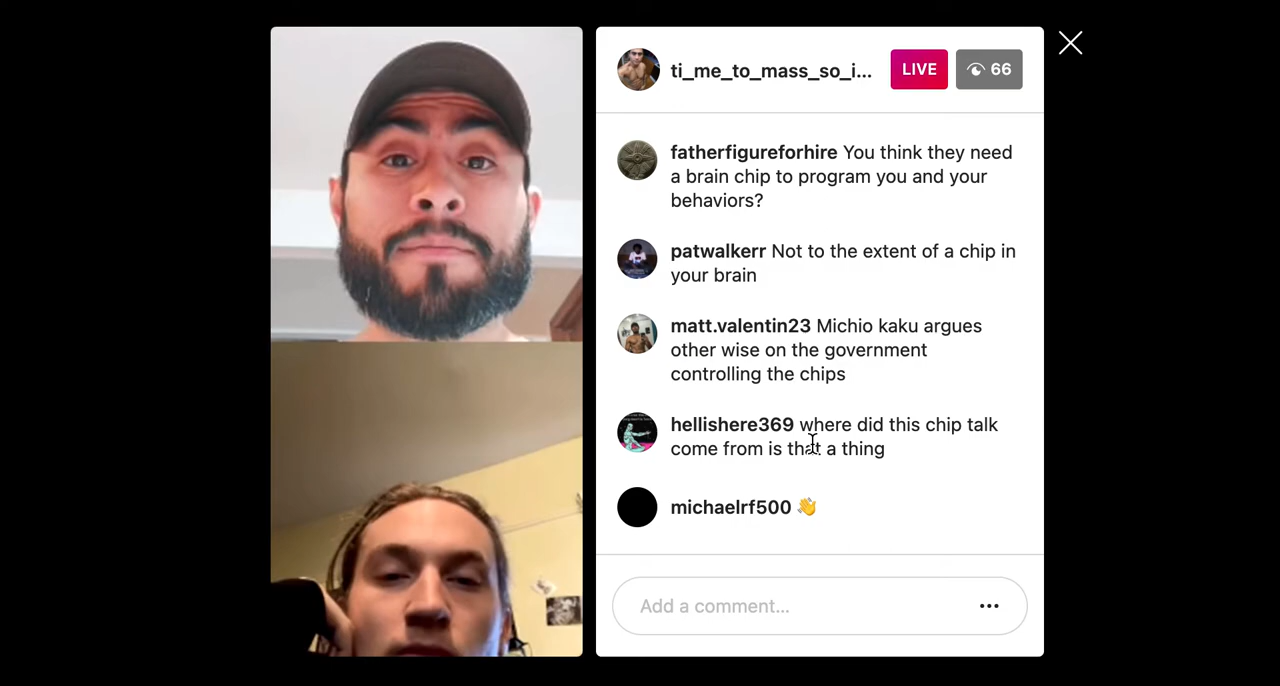 ti_me_to_mass_so_i...
LIVE
66
fatherfigureforhire You think they need
a brain chip to program you and your
behaviors?
patwalkerr Not to the extent of a chip in
your brain
matt.valentin23 Michio kaku argues
other wise on the government
controlling the chips
hellishere369 where did this chip talk
come from is that a thing
michaelrf500 👋
Add a comment...